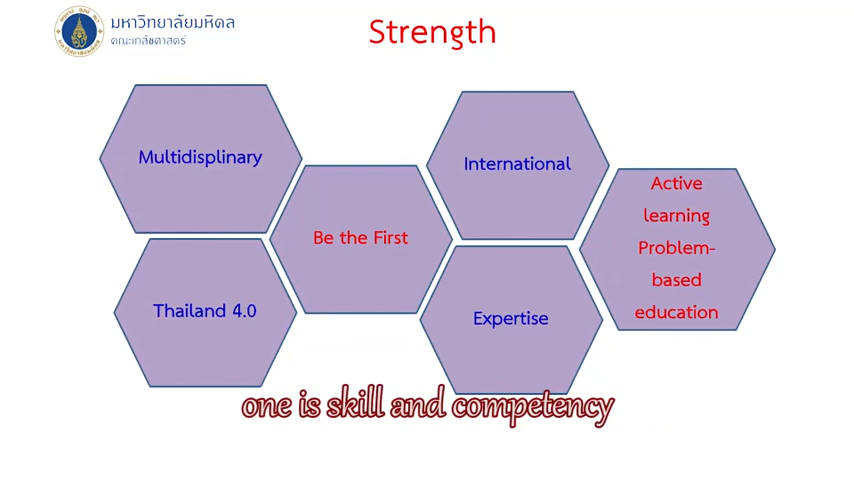 มหาวิทยาลัยมหิดล
คณะเภสัชศาสตร์
Strength
Multidisplinary
International
Active
learning
Problem-
based
education
Be the First
Thailand 4.0
Expertise
one is skill and competency